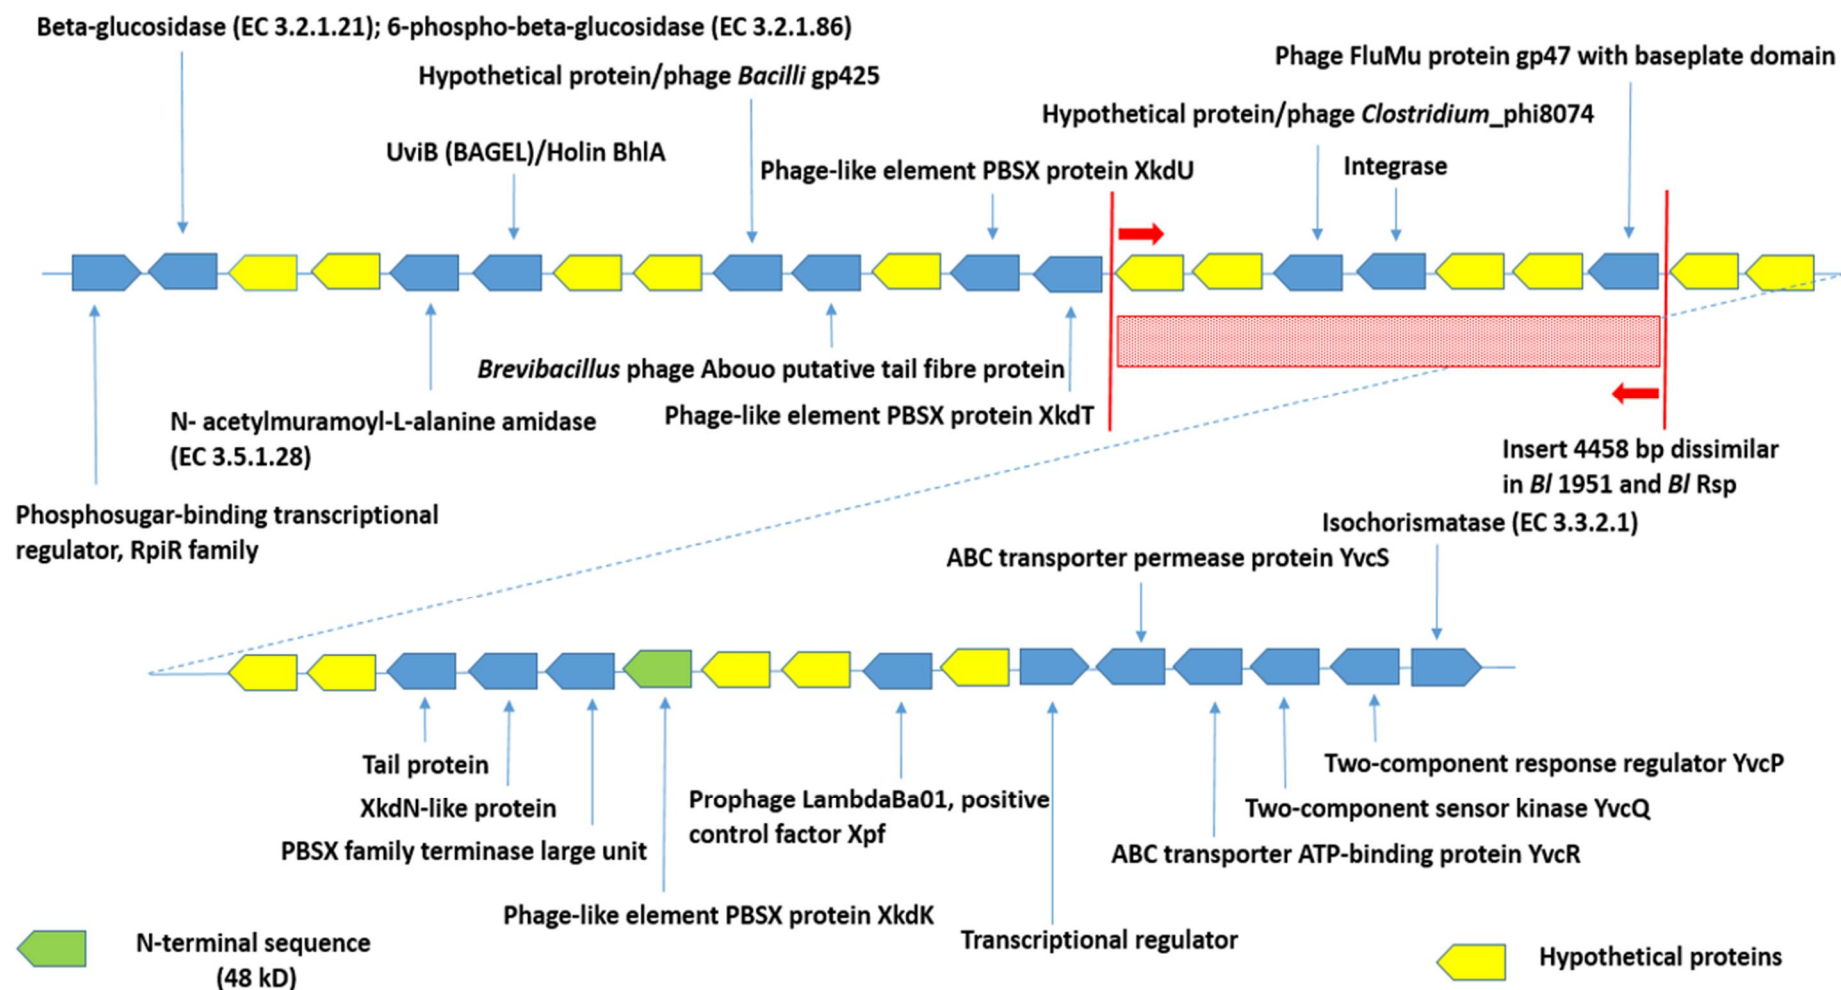 Beta-glucosidase (EC 3.2.1.21); 6-phospho-beta-glucosidase (EC 3.2.1.86)
Phage FluMu protein gp47 with baseplate domain
Hypothetical protein/phage Bacilli gp425
Hypothetical protein/phage Clostridium_phi8074
UviB (BAGEL)/Holin BhlA
Phage-like element PBSX protein XkdU
Integrase
Brevibacillus phage Abouo putative tail fibre protein
Phage-like element PBSX protein XkdT
N- acetylmuramoyl-L-alanine amidase
(EC 3.5.1.28)
Insert 4458 bp dissimilar
in Bl 1951 and Bl Rsp
Phosphosugar-binding transcriptional
regulator, RpiR family
Isochorismatase (EC 3.3.2.1)
ABC transporter permease protein YvcS
Tail protein
Two-component response regulator YvcP
XkdN-like protein
Prophage LambdaBa01, positive
control factor Xpf
Two-component sensor kinase YvcQ
PBSX family terminase large unit
ABC transporter ATP-binding protein YvcR
Phage-like element PBSX protein XkdK
Transcriptional regulator
N-terminal sequence
(48 kD)
Hypothetical proteins